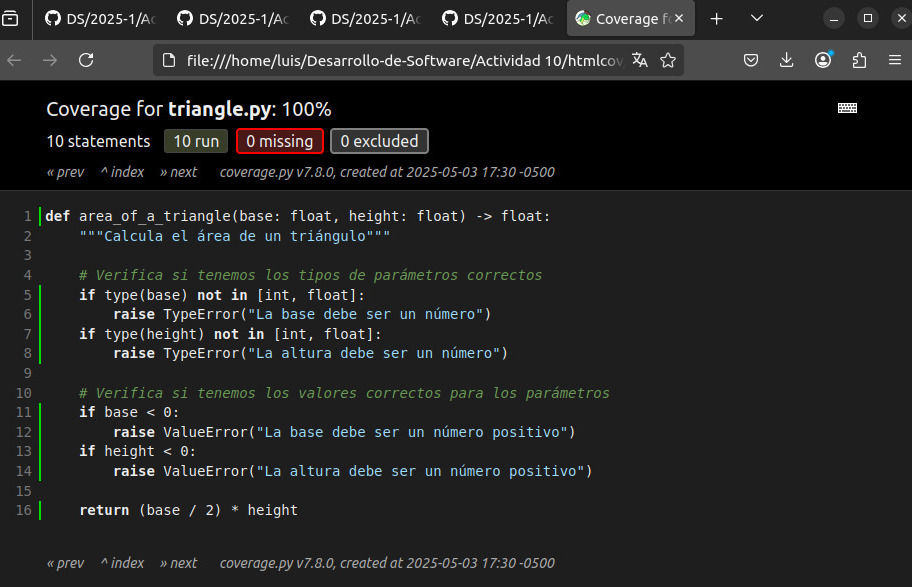 DS/2025-1/Ac DS/2025-1/Ac DS/2025-1/Ac DS/2025-1/Ac Coverage fo
file:///home/luis/Desarrollo-de-Software/Actividad 10/htmlcov
Coverage for triangle.py: 100%
10 statements 10 run 0 missing 0 excluded
« prev ^ index » next coverage.py v7.8.0, created at 2025-05-03 17:30 -0500
1 def area_of_a_triangle(base: float, height: float) -> float:
2 """Calcula el área de un triángulo"""
3
4 # Verifica si tenemos los tipos de parámetros correctos
5 if type(base) not in [int, float]:
6 raise TypeError("La base debe ser un número")
7 if type(height) not in [int, float]:
8 raise TypeError("La altura debe ser un número")
9
10 # Verifica si tenemos los valores correctos para los parámetros
11 if base < 0:
12 raise ValueError("La base debe ser un número positivo")
13 if height < 0:
14 raise ValueError("La altura debe ser un número positivo")
15
16 return (base / 2) * height
« prev ^ index » next coverage.py v7.8.0, created at 2025-05-03 17:30 -0500